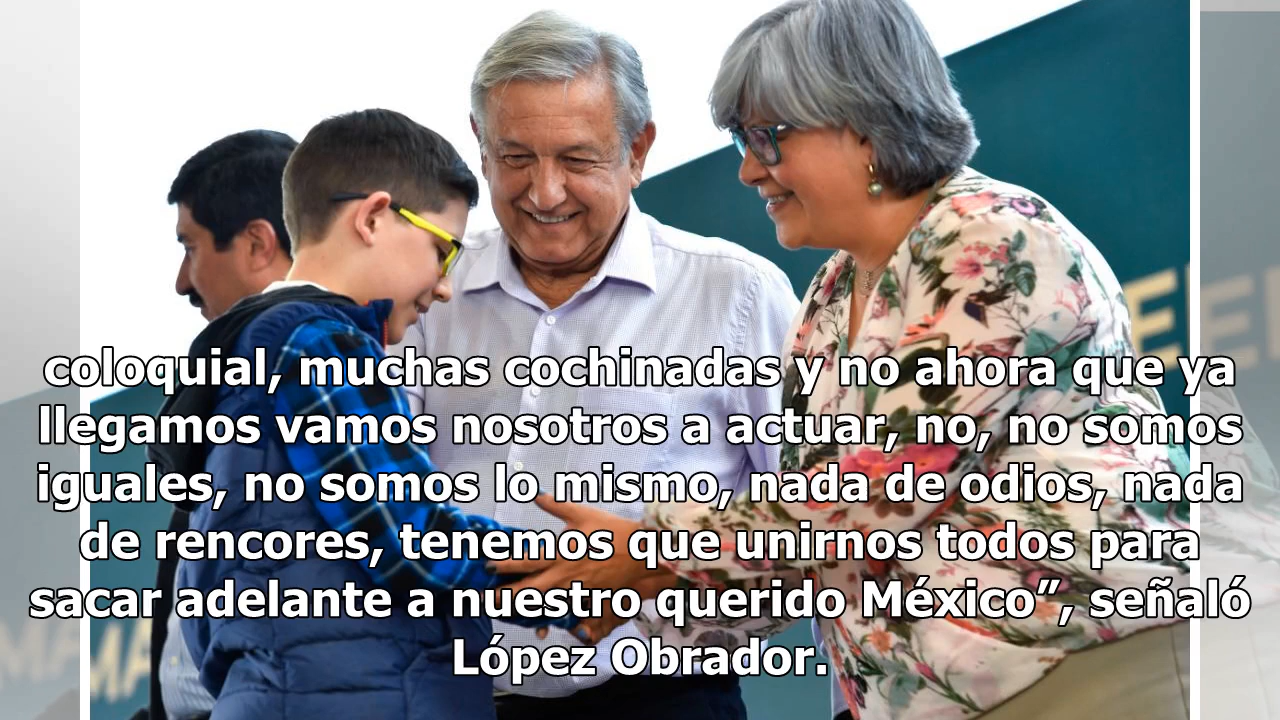 coloquial, muchas cochinadas y no ahora que ya
llegamos vamos nosotros a actuar, no, no somos
iguales, no somos lo mismo, nada de odios, nada
de rencores, tenemos que unirnos todos para
sacar adelante a nuestro querido México”, señaló
López Obrador.